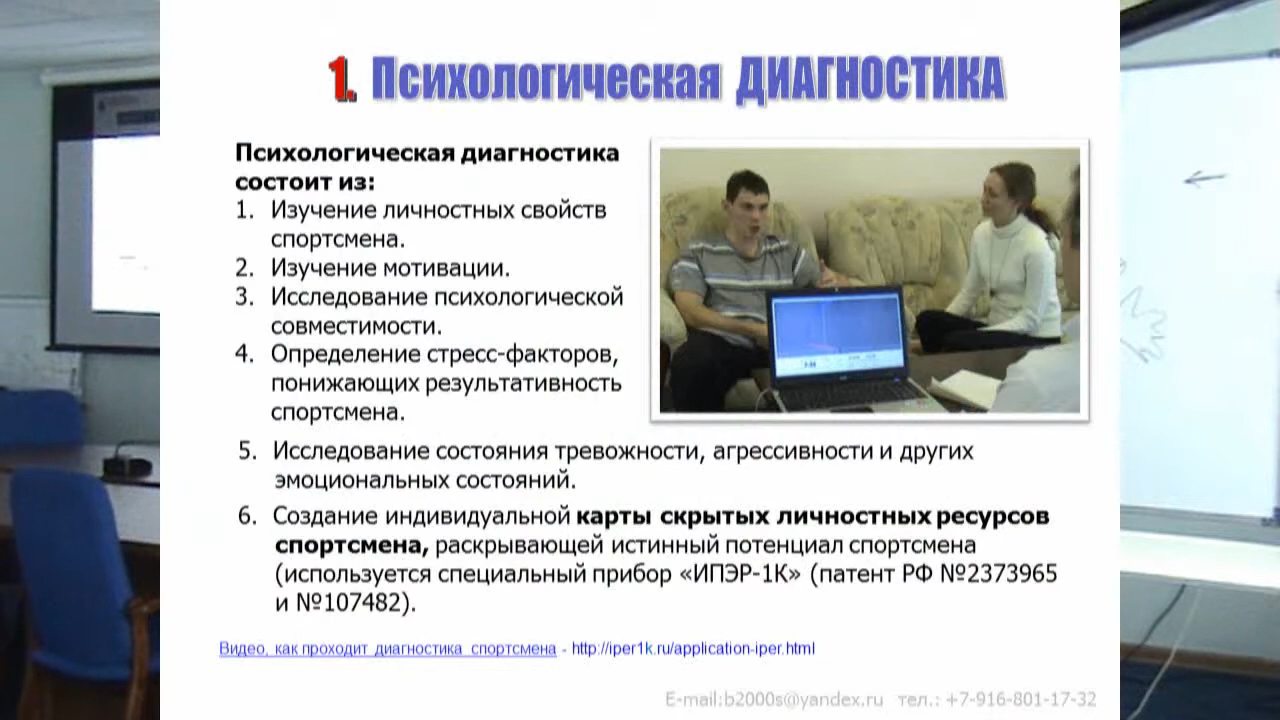 1. Психологическая ДИАГНОСТИКА
Психологическая диагностика
состоит из:
1. Изучение личностных свойств
спортсмена.
2. Изучение мотивации.
3. Исследование психологической
совместимости.
4. Определение стресс-факторов,
понижающих результативность
спортсмена.
5. Исследование состояния тревожности, агрессивности и других
эмоциональных состояний.
6. Создание индивидуальной карты скрытых личностных ресурсов
спортсмена, раскрывающей истинный потенциал спортсмена
(используется специальный прибор «ИПЭР-1К» (патент РФ №2373965
и №107482).
Видео, как проходит диагностика спортсмена - http://iper1k.ru/application-iper.html
E-mail:b2000s@yandex.ru тел.: +7-916-801-17-32